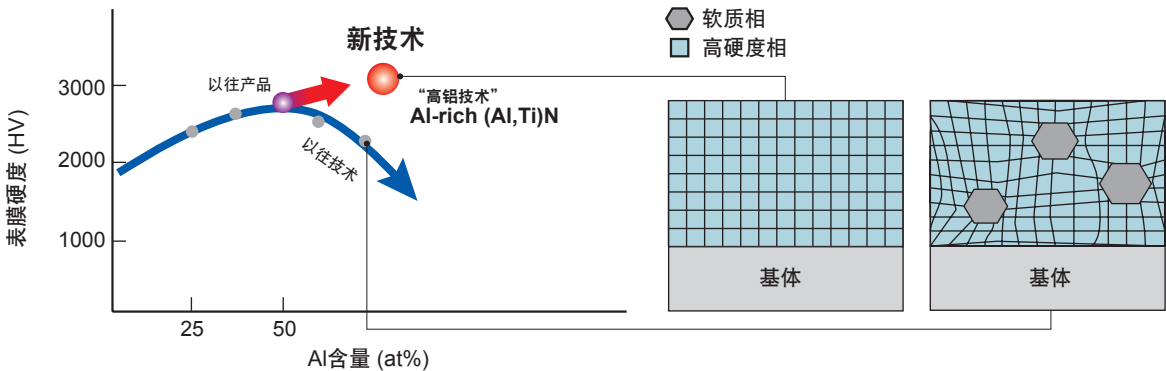 新技术
软质相
高硬度相
3000
2000
1000
表膜硬度 (HV)
以往产品
“高铝技术”
Al-rich (Al,Ti)N
以往技术
25
50
Al含量 (at%)
基体
基体